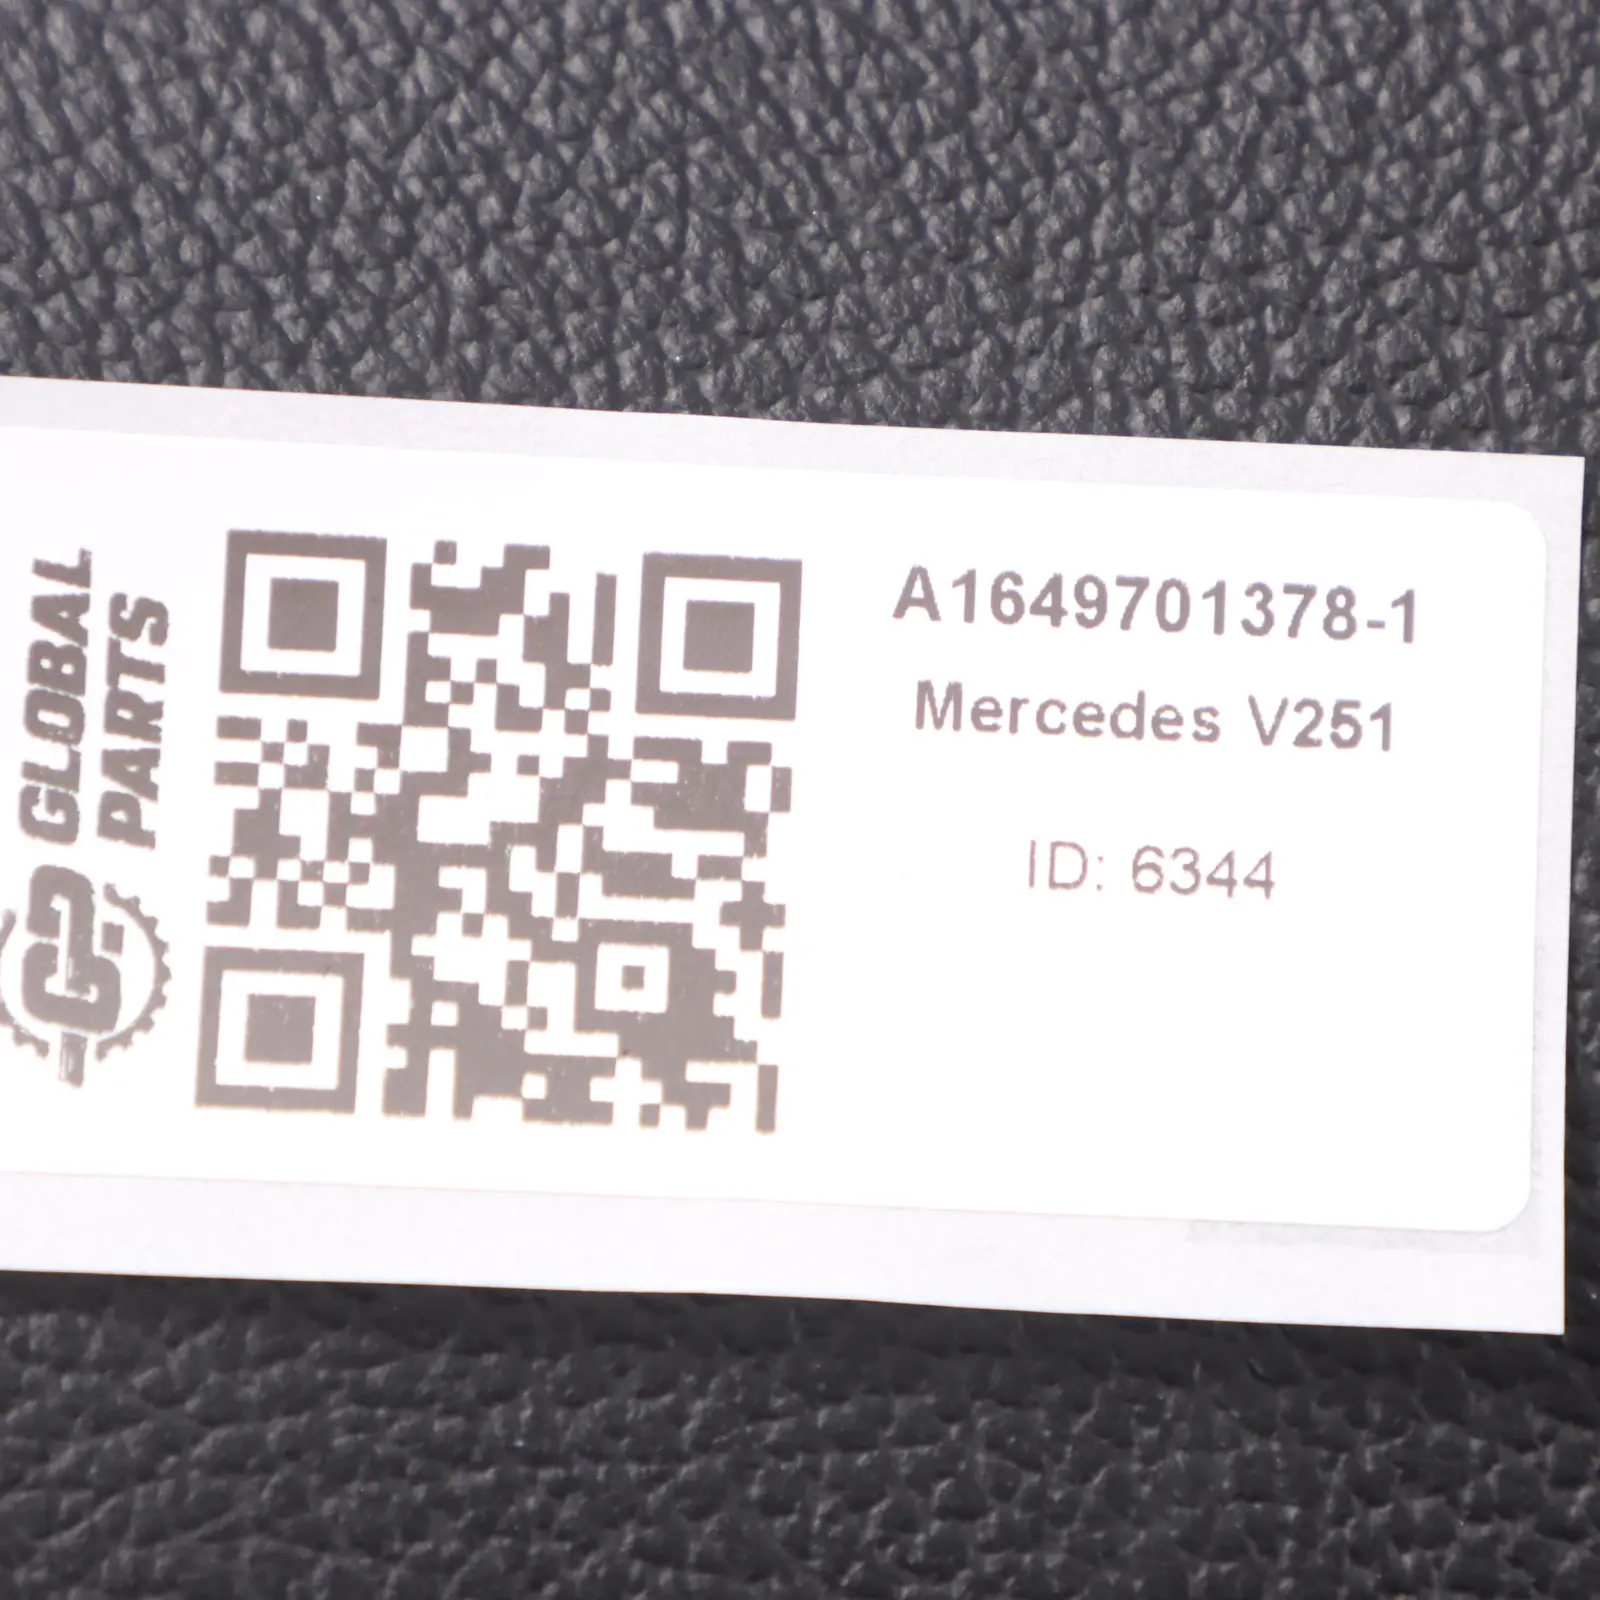 GLOBAL
PARTS
A1649701378-1
Mercedes V251
ID: 6344